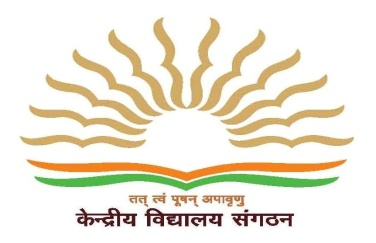 तत् त्वं पूषन् अपावृणु
केन्द्रीय विद्यालय संगठन